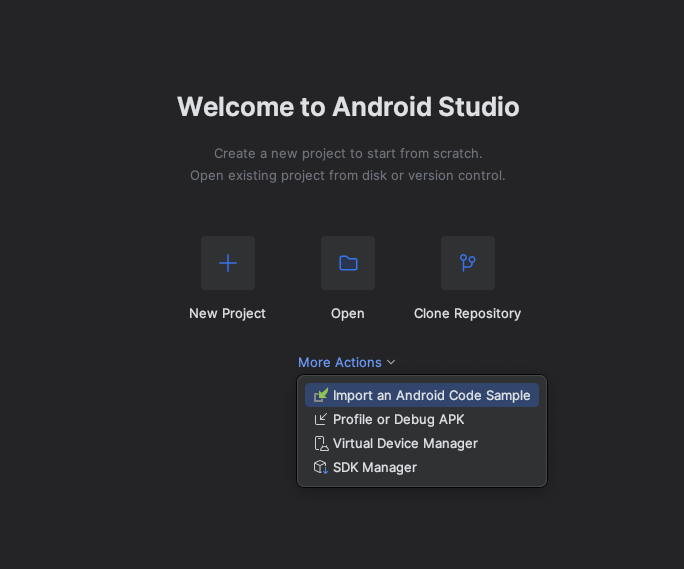 Welcome to Android Studio
Create a new project to start from scratch.
Open existing project from disk or version control.
New Project
Open
Clone Repository
More Actions
Import an Android Code Sample
Profile or Debug APK
Virtual Device Manager
SDK Manager